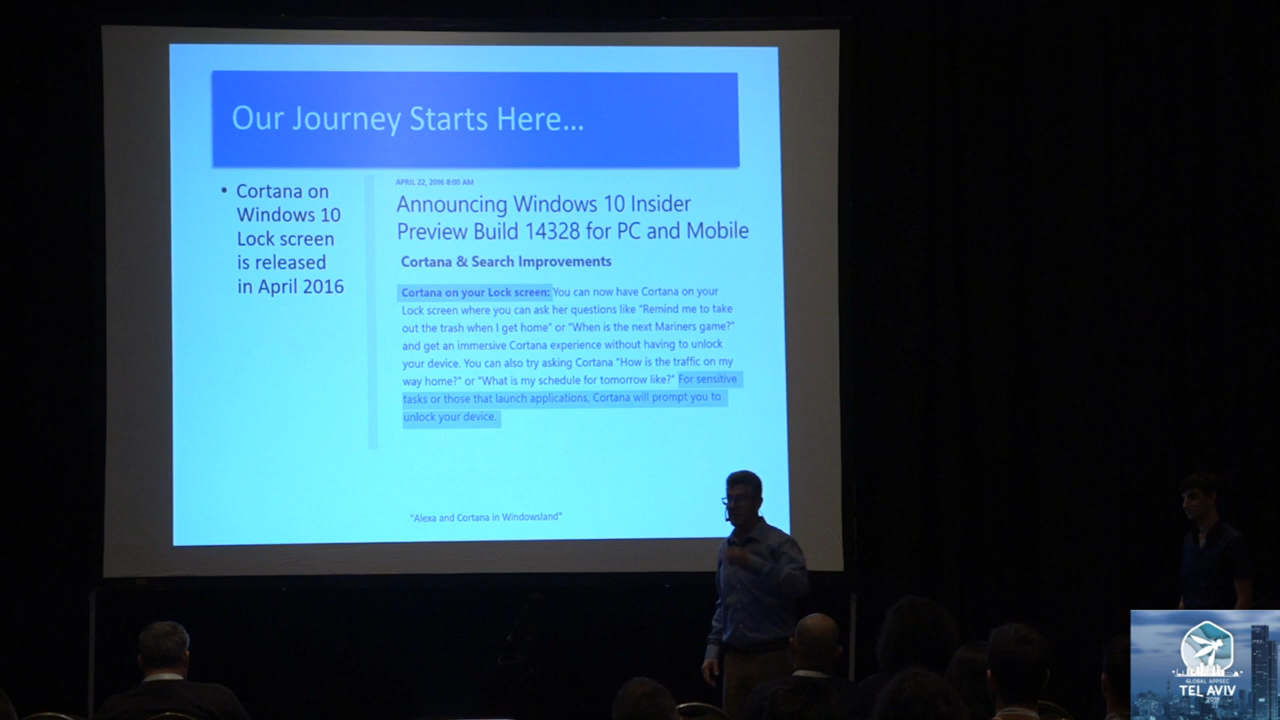 Our Journey Starts Here...
• Cortana on
Windows 10
Lock screen
is released
in April 2016
APRIL 22, 2016 8:00 AM
Announcing Windows 10 Insider
Preview Build 14328 for PC and Mobile
Cortana & Search Improvements
Cortana on your Lock screen: You can now have Cortana on your
Lock screen where you can ask her questions like "Remind me to take
out the trash when I get home" or "When is the next Mariners game?"
and get an immersive Cortana experience without having to unlock
your device. You can also try asking Cortana "How is the traffic on my
way home?" or "What is my schedule for tomorrow like?" For sensitive
tasks or those that launch applications, Cortana will prompt you to
unlock your device.
"Alexa and Cortana in Windowsland"
GLOBAL APPSEC
TEL AVIV